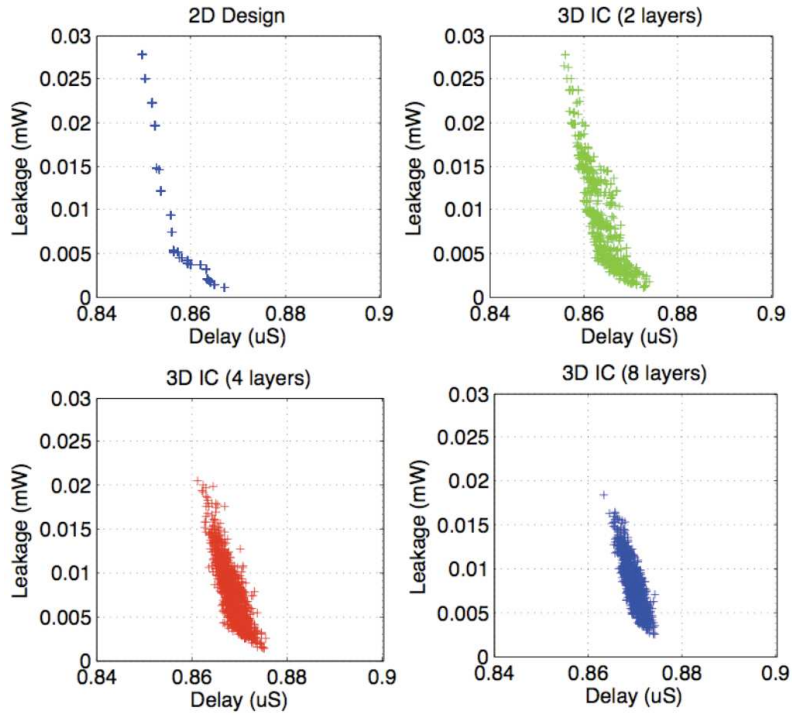 2D Design
0.03
0.025
0.02
0.015
0.01
0.005
0
Leakage (mW)
0.84 0.86 0.88 0.9
Delay (uS)
3D IC (2 layers)
0.03
0.025
0.02
0.015
0.01
0.005
0
Leakage (mW)
0.84 0.86 0.88 0.9
Delay (uS)
3D IC (4 layers)
0.03
0.025
0.02
0.015
0.01
0.005
0
Leakage (mW)
0.84 0.86 0.88 0.9
Delay (uS)
3D IC (8 layers)
0.03
0.025
0.02
0.015
0.01
0.005
0
Leakage (mW)
0.84 0.86 0.88 0.9
Delay (uS)